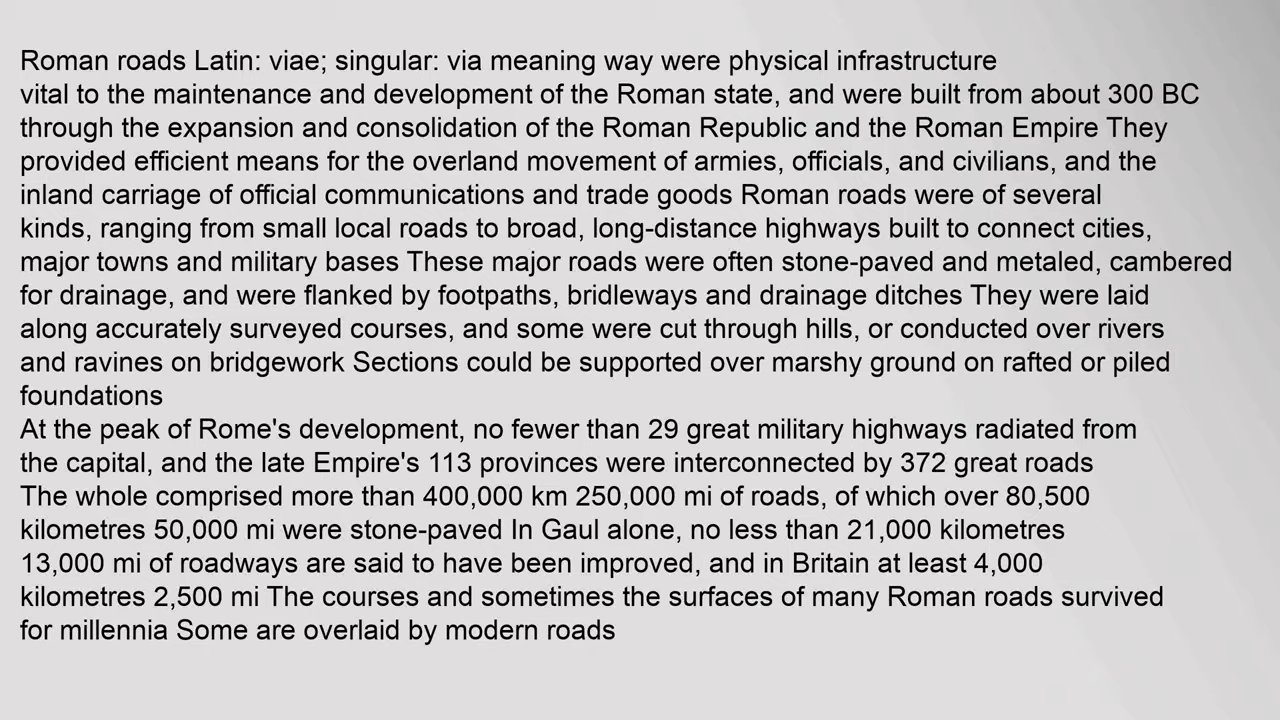 Roman roads Latin: viae; singular: via meaning way were physical infrastructure
vital to the maintenance and development of the Roman state, and were built from about 300 BC
through the expansion and consolidation of the Roman Republic and the Roman Empire They
provided efficient means for the overland movement of armies, officials, and civilians, and the
inland carriage of official communications and trade goods Roman roads were of several
kinds, ranging from small local roads to broad, long-distance highways built to connect cities,
major towns and military bases These major roads were often stone-paved and metaled, cambered
for drainage, and were flanked by footpaths, bridleways and drainage ditches They were laid
along accurately surveyed courses, and some were cut through hills, or conducted over rivers
and ravines on bridgework Sections could be supported over marshy ground on rafted or piled
foundations
At the peak of Rome's development, no fewer than 29 great military highways radiated from
the capital, and the late Empire's 113 provinces were interconnected by 372 great roads
The whole comprised more than 400,000 km 250,000 mi of roads, of which over 80,500
kilometres 50,000 mi were stone-paved In Gaul alone, no less than 21,000 kilometres
13,000 mi of roadways are said to have been improved, and in Britain at least 4,000
kilometres 2,500 mi The courses and sometimes the surfaces of many Roman roads survived
for millennia Some are overlaid by modern roads